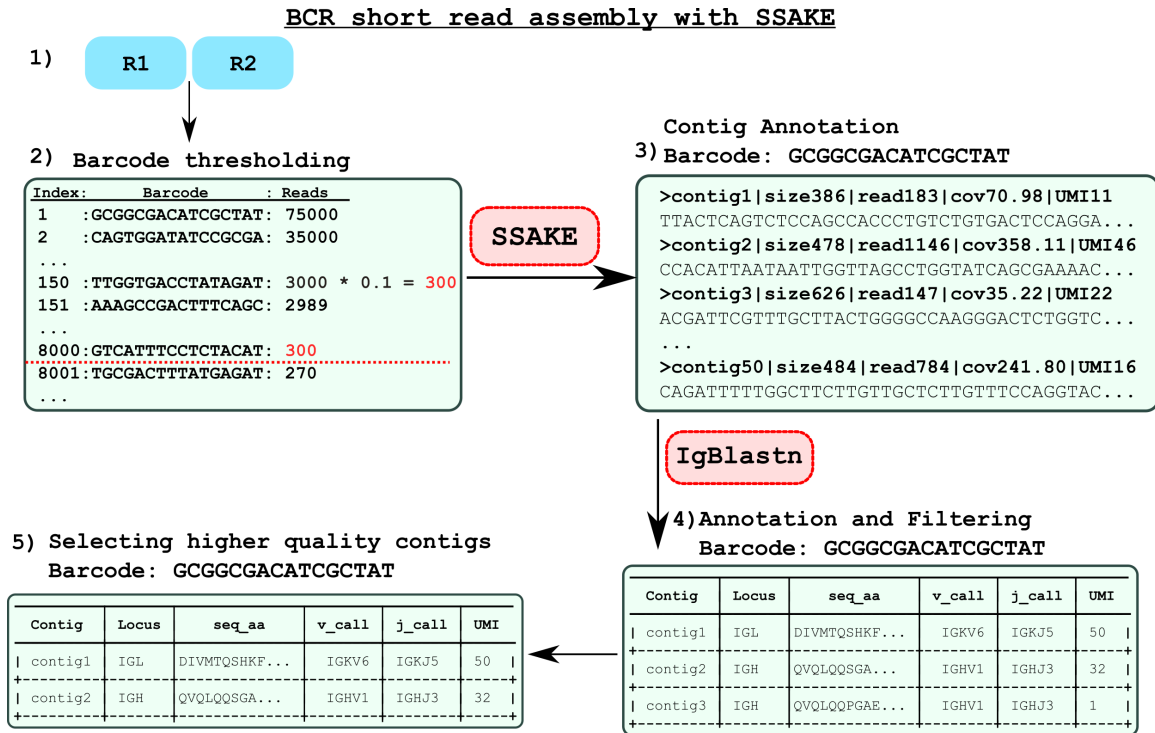 BCR short read assembly with SSAKE
1)
R1 R2
2) Barcode thresholding
Index: Barcode : Reads
1 :GCGGCGACATCGCTAT: 75000
2 :CAGTGGATATCCGCGA: 35000
...
150 :TTGGTGACCTATAGAT: 3000 * 0.1 = 300
151 :AAAGCCGACTTTCAGC: 2989
...
8000:GTCATTTCCTCTACAT: 300
8001:TGCGACTTTATGAGAT: 270
...
SSAKE
Contig Annotation
3) Barcode: GCGGCGACATCGCTAT
>contig1|size386|read183|cov70.98|UMI11
TTACTCAGTCTCCAGCCACCCTGTCTGTGACTCCAGGA...
>contig2|size478|read1146|cov358.11|UMI46
CCACATTAATAATTGGTTAGCCTGGTATCAGCGAAAAC...
>contig3|size626|read147|cov35.22|UMI22
ACGATTCGTTTGCTTACTGGGGCCAAGGGACTCTGGTC...
...
>contig50|size484|read784|cov241.80|UMI16
CAGATTTTTGGCTTCTTGTTGCTCTTGTTTCCAGGTAC...
IgBlastn
4) Annotation and Filtering
Barcode: GCGGCGACATCGCTAT
Contig Locus seq_aa v_call j_call UMI
contig1 IGL DIVMTQSHKF... IGKV6 IGKJ5 50
contig2 IGH QVQLQQSGA... IGHV1 IGHJ3 32
contig3 IGH QVQLQQPGAE... IGHV1 IGHJ3 1
5) Selecting higher quality contigs
Barcode: GCGGCGACATCGCTAT
Contig Locus seq_aa v_call j_call UMI
contig1 IGL DIVMTQSHKF... IGKV6 IGKJ5 50
contig2 IGH QVQLQQSGA... IGHV1 IGHJ3 32